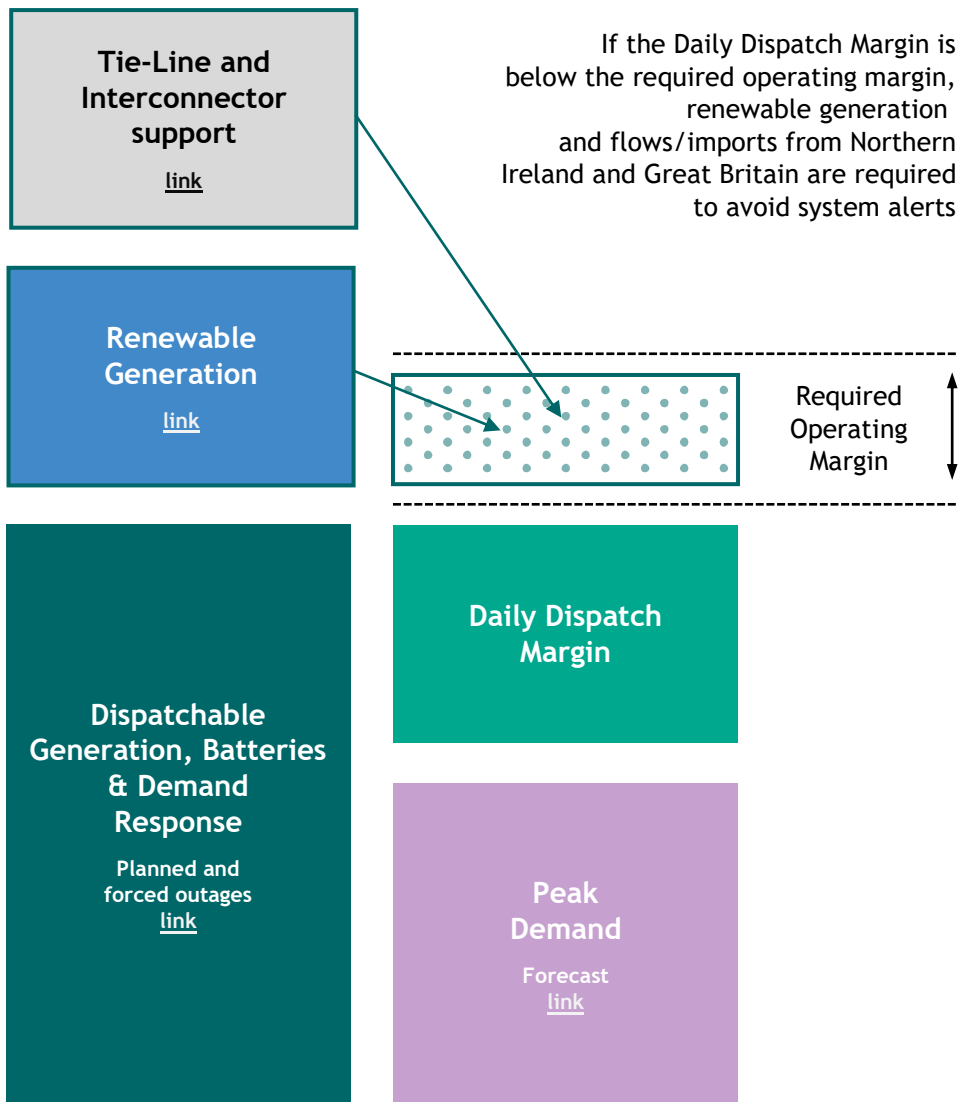 Tie-Line and
Interconnector
support
link
If the Daily Dispatch Margin is
below the required operating margin,
renewable generation
and flows/imports from Northern
Ireland and Great Britain are required
to avoid system alerts
Renewable
Generation
link
Required
Operating
Margin
Daily Dispatch
Margin
Dispatchable
Generation, Batteries
& Demand
Response
Planned and
forced outages
link
Peak
Demand
Forecast
link